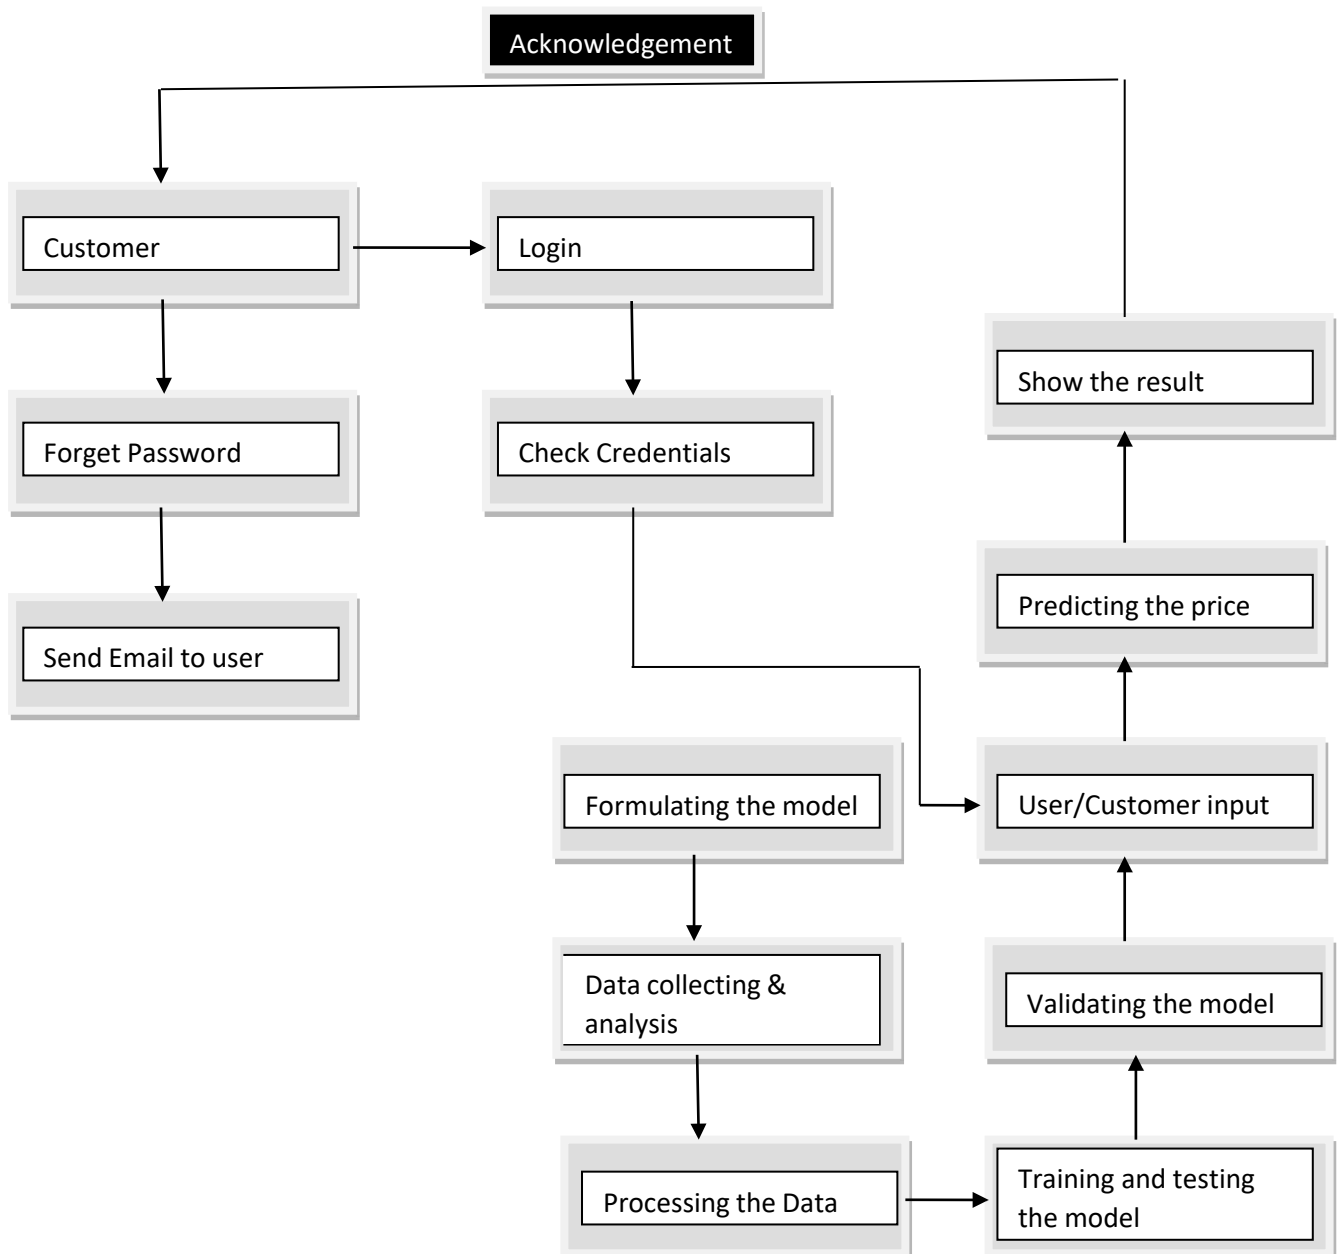 Acknowledgement
Customer
Login
Show the result
Forget Password
Check Credentials
Predicting the price
Send Email to user
Formulating the model
User/Customer input
Data collecting &
analysis
Validating the model
Processing the Data
Training and testing
the model